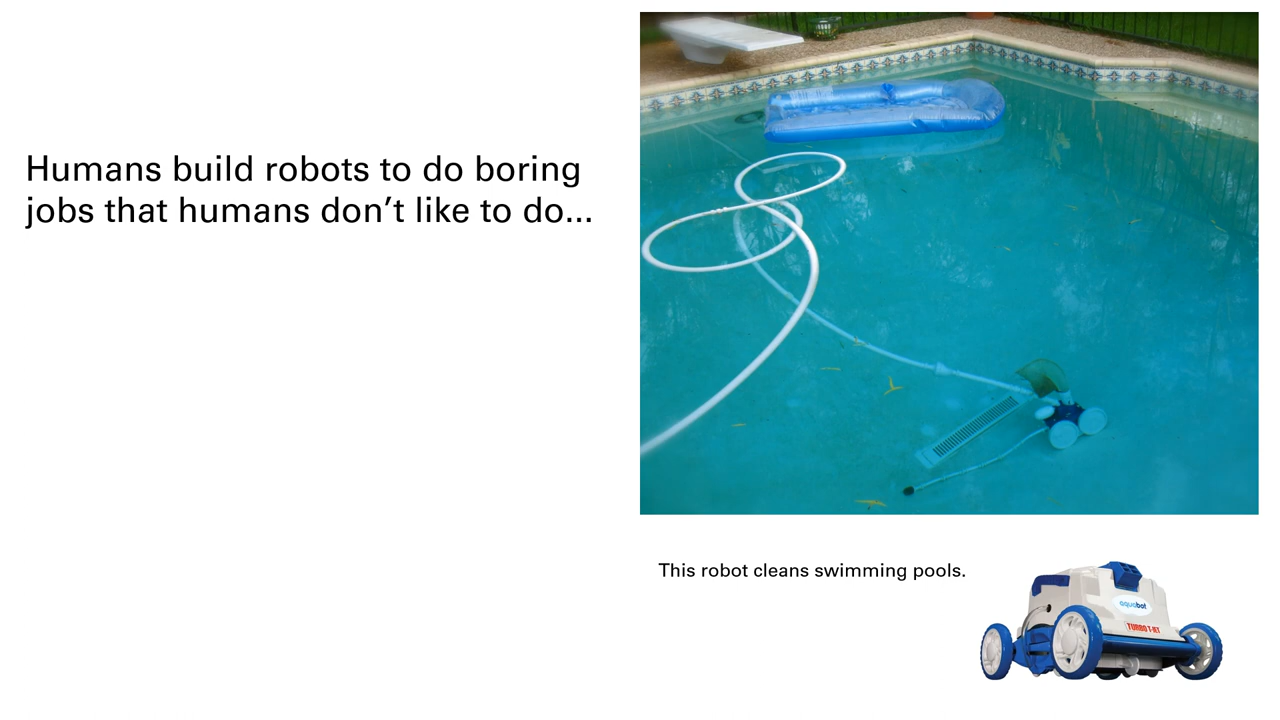 Humans build robots to do boring
jobs that humans don’t like to do...
This robot cleans swimming pools.
aquabot
TURBO T-JET